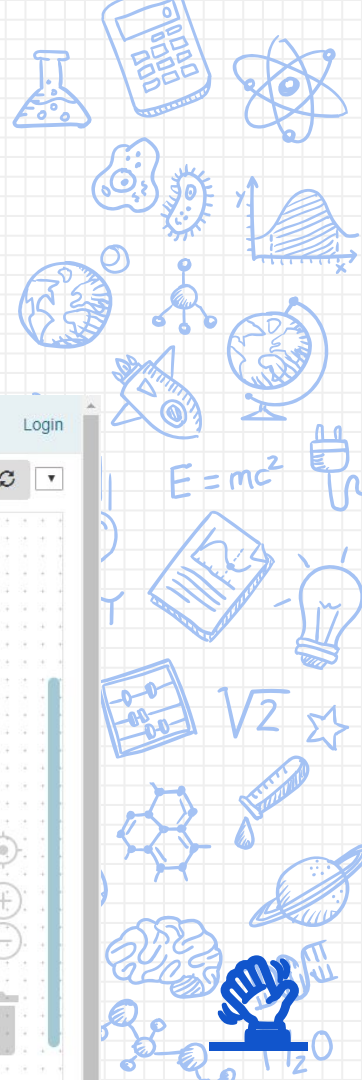 y
x
Login
E = mc²
√2